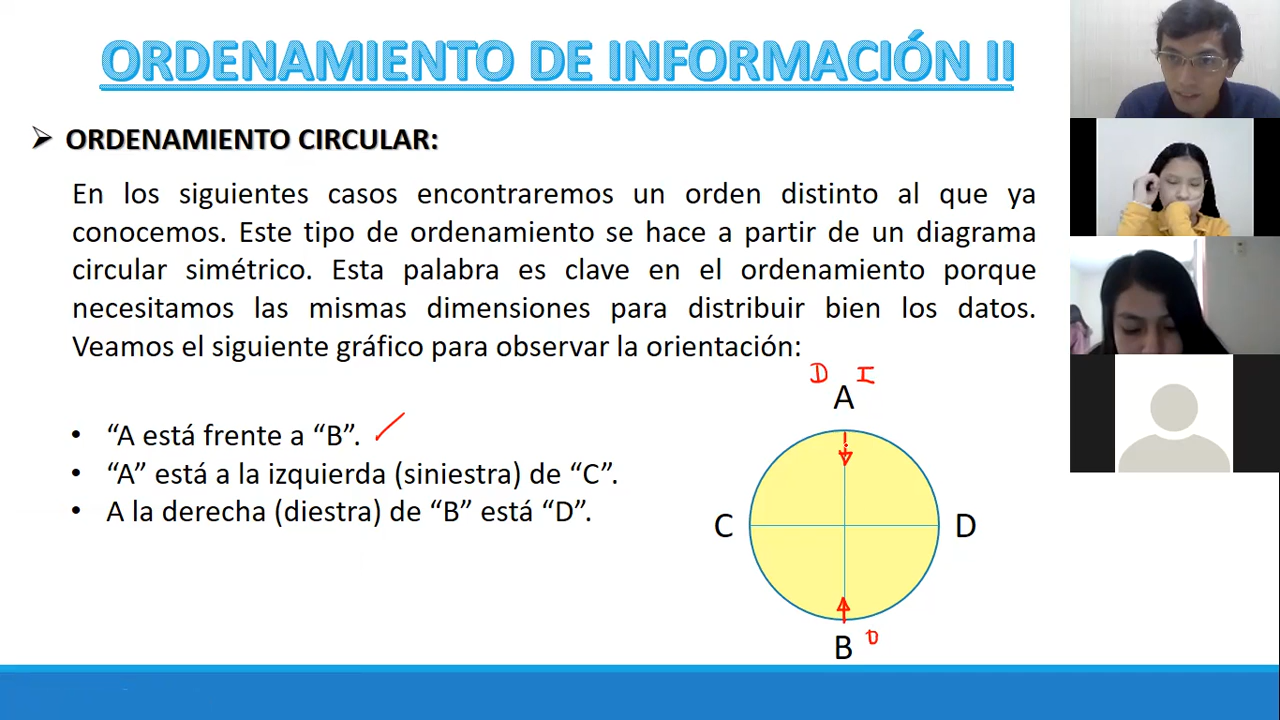 ORDENAMIENTO DE INFORMACIÓN II
ORDENAMIENTO CIRCULAR:
En los siguientes casos encontraremos un orden distinto al que ya
conocemos. Este tipo de ordenamiento se hace a partir de un diagrama
circular simétrico. Esta palabra es clave en el ordenamiento porque
necesitamos las mismas dimensiones para distribuir bien los datos.
Veamos el siguiente gráfico para observar la orientación:
• “A está frente a “B”.
• “A” está a la izquierda (siniestra) de “C”.
• A la derecha (diestra) de “B” está “D”.
D I
A
C D
B D